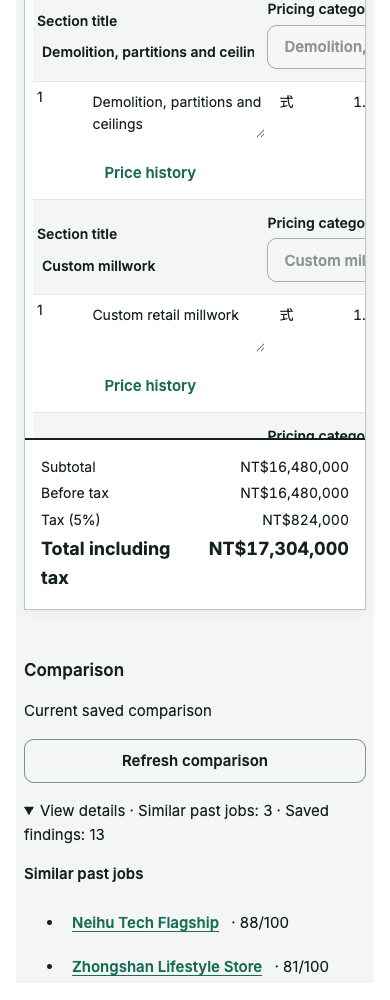 Pricing catego
Section title
Demolition, partitions and ceilin
Demolition,
1
Demolition, partitions and
ceilings
式
1.
Price history
Pricing catego
Section title
Custom millwork
Custom mil
1
Custom retail millwork
式
1.
Price history
Pricing catego
Subtotal NT$16,480,000
Before tax NT$16,480,000
Tax (5%) NT$824,000
Total including
tax
NT$17,304,000
Comparison
Current saved comparison
Refresh comparison
▼ View details · Similar past jobs: 3 · Saved
findings: 13
Similar past jobs
• Neihu Tech Flagship · 88/100
• Zhongshan Lifestyle Store · 81/100